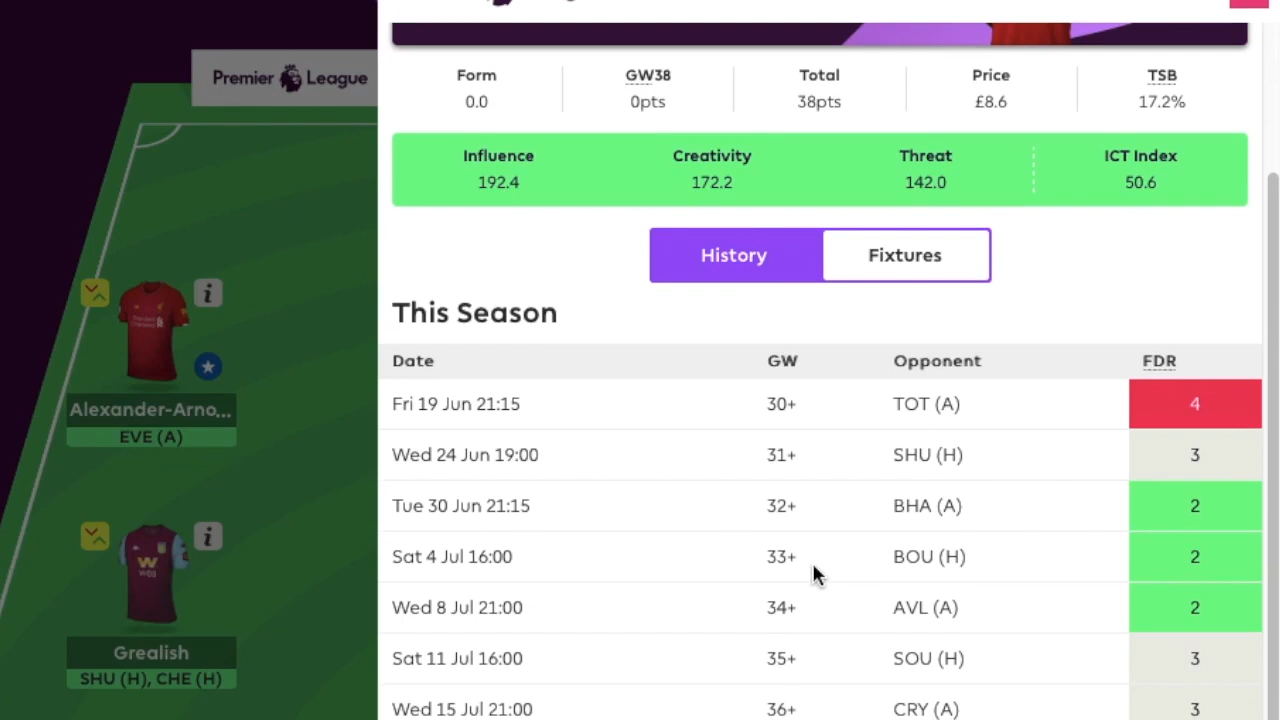 Premier League
Form GW38 Total Price TSB
0.0 0pts 38pts £8.6 17.2%
Influence Creativity Threat ICT Index
192.4 172.2 142.0 50.6
History Fixtures
This Season
Date GW Opponent FDR
Fri 19 Jun 21:15 30+ TOT (A) 4
Wed 24 Jun 19:00 31+ SHU (H) 3
Tue 30 Jun 21:15 32+ BHA (A) 2
Sat 4 Jul 16:00 33+ BOU (H) 2
Wed 8 Jul 21:00 34+ AVL (A) 2
Sat 11 Jul 16:00 35+ SOU (H) 3
Wed 15 Jul 21:00 36+ CRY (A) 3
i
Alexander-Arno...
EVE (A)
i
Grealish
SHU (H), CHE (H)